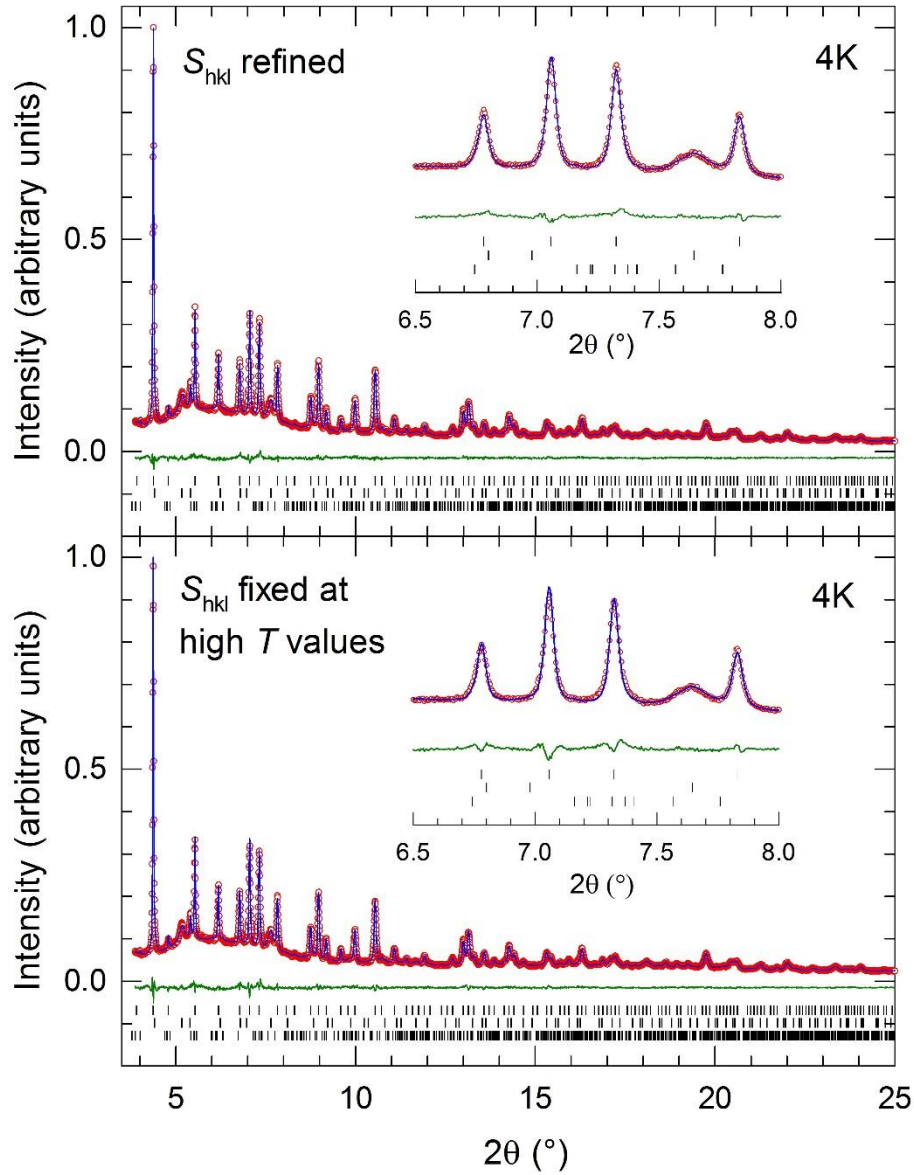 1.0
S_hkl refined
4K
0.5
6.5 7.0 7.5 8.0
2θ (°)
Intensity (arbitrary units)
0.0
1.0
S_hkl fixed at
high T values
4K
0.5
6.5 7.0 7.5 8.0
2θ (°)
Intensity (arbitrary units)
0.0
5 10 15 20 25
2θ (°)